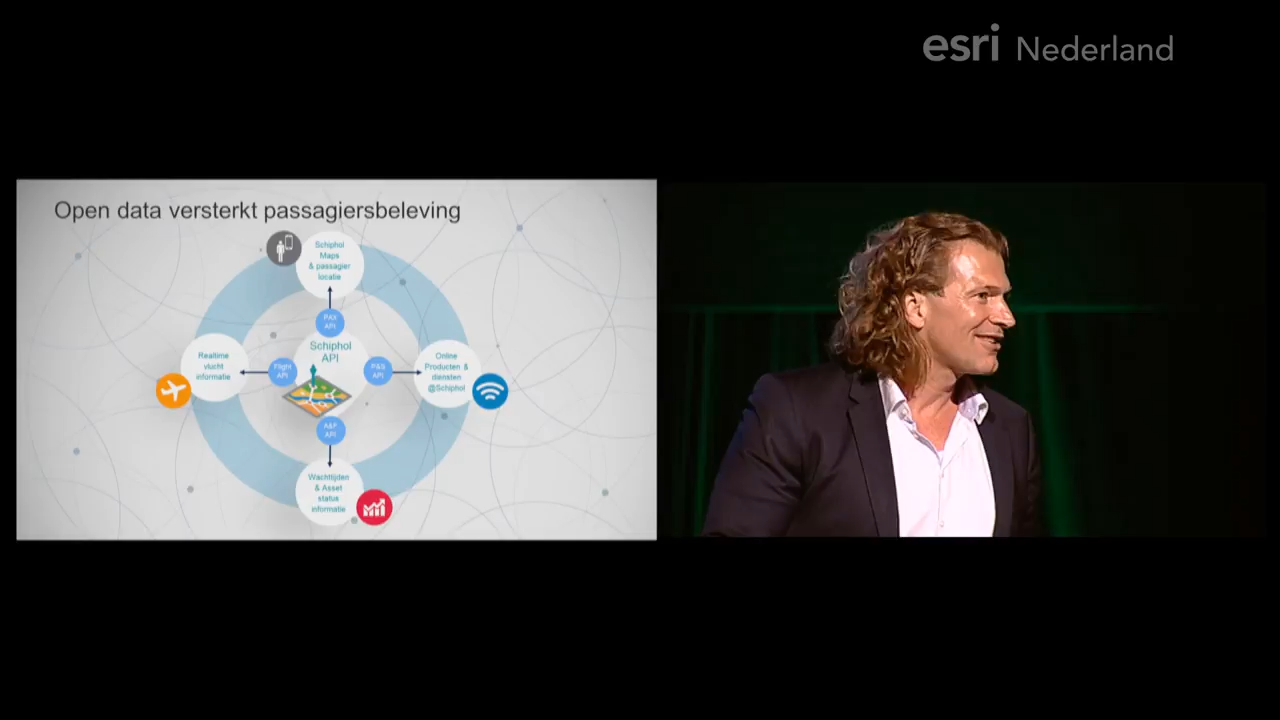 esri Nederland
Open data versterkt passagiersbeleving
Schiphol
Maps
& passagier
locatie
PAX
API
Schiphol
API
Realtime
vlucht
informatie
Flight
API
P&S
API
Online
Producten &
diensten
@Schiphol
A&F
API
Wachttijden
& Asset
status
informatie